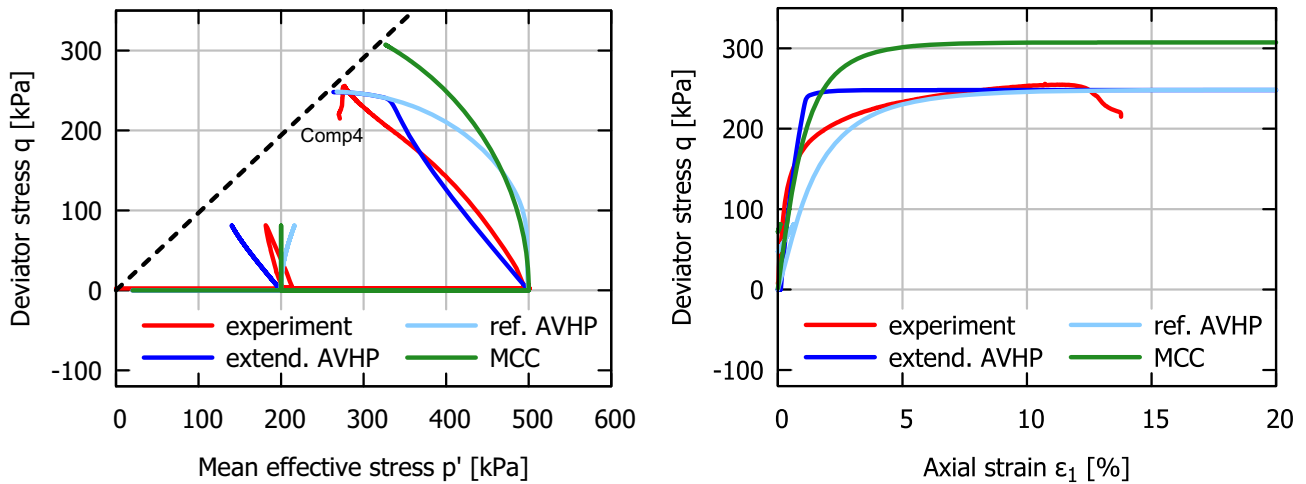 Deviator stress q [kPa]
300
200
100
0
-100
Comp4
experiment
ref. AVHP
extend. AVHP
MCC
0 100 200 300 400 500 600
Mean effective stress p' [kPa]
Deviator stress q [kPa]
300
200
100
0
-100
experiment
ref. AVHP
extend. AVHP
MCC
0 5 10 15 20
Axial strain ε₁ [%]